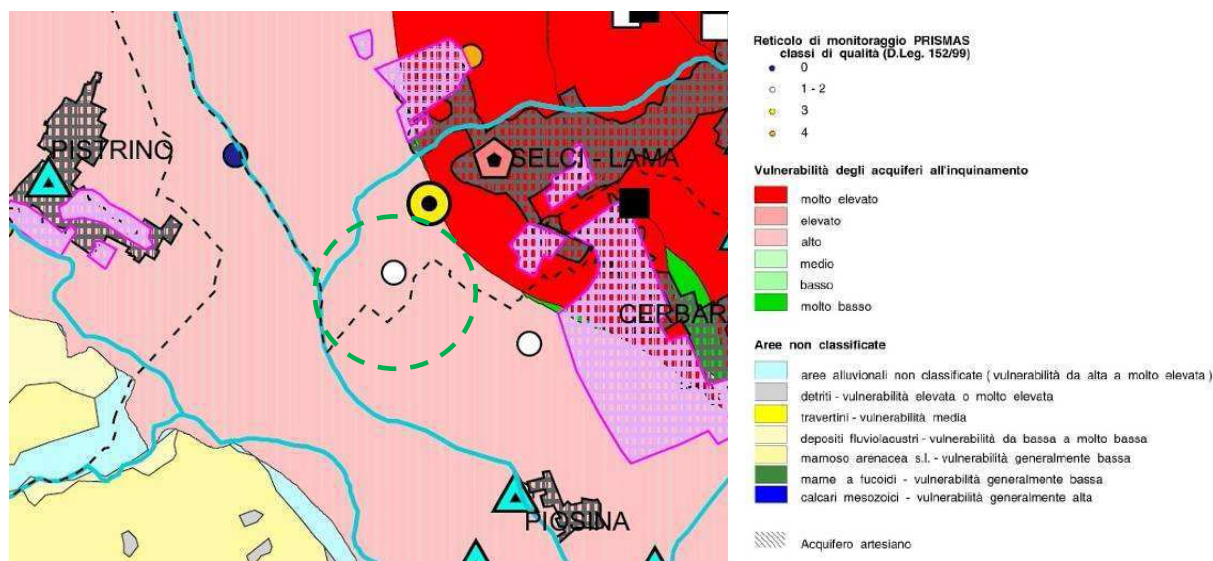 PISTRINO
SELCI - LAMA
CERBAR
PIOSINA
Reticolo di monitoraggio PRISMAS
classi di qualità (D.Leg. 152/99)
0
1 - 2
3
4
Vulnerabilità degli acquiferi all'inquinamento
molto elevato
elevato
alto
medio
basso
molto basso
Aree non classificate
aree alluvionali non classificate ( vulnerabilità da alta a molto elevata )
detriti - vulnerabilità elevata o molto elevata
travertini - vulnerabilità media
depositi fluviolacustri - vulnerabilità da bassa a molto bassa
marnoso arenacea s.l. - vulnerabilità generalmente bassa
marne a fucoidi - vulnerabilità generalmente bassa
calcari mesozoici - vulnerabilità generalmente alta
Acquifero artesiano